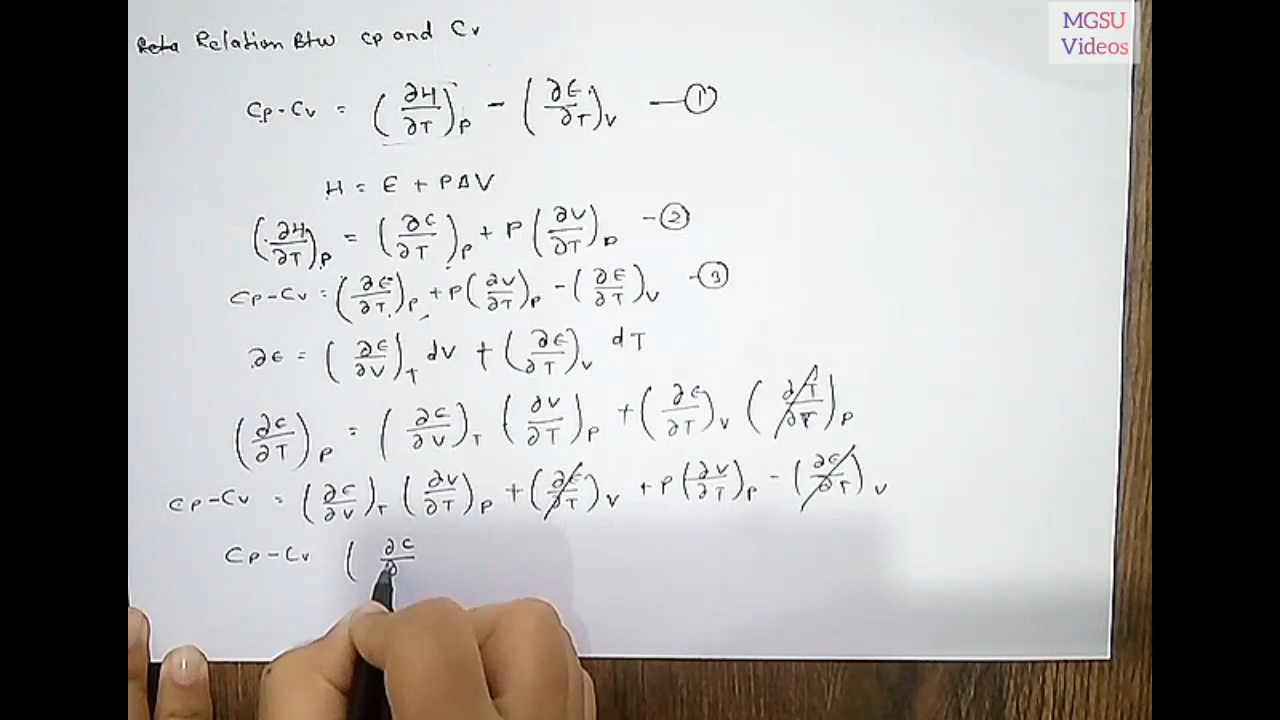 Relation Btw Cp and Cv
MGSU
Videos
Cp-Cv = (∂H/∂T)P - (∂E/∂T)V —①
H = E + PΔV
(∂H/∂T)P = (∂E/∂T)P + P(∂V/∂T)P -②
Cp-Cv = (∂E/∂T)P + P(∂V/∂T)P - (∂E/∂T)V -③
∂E = (∂E/∂V)T dV + (∂E/∂T)V dT
(∂E/∂T)P = (∂E/∂V)T (∂V/∂T)P + (∂E/∂T)V (∂T/∂T)P
Cp-Cv = (∂E/∂V)T (∂V/∂T)P + (∂E/∂T)V + P(∂V/∂T)P - (∂E/∂T)V
Cp-Cv (∂E/∂